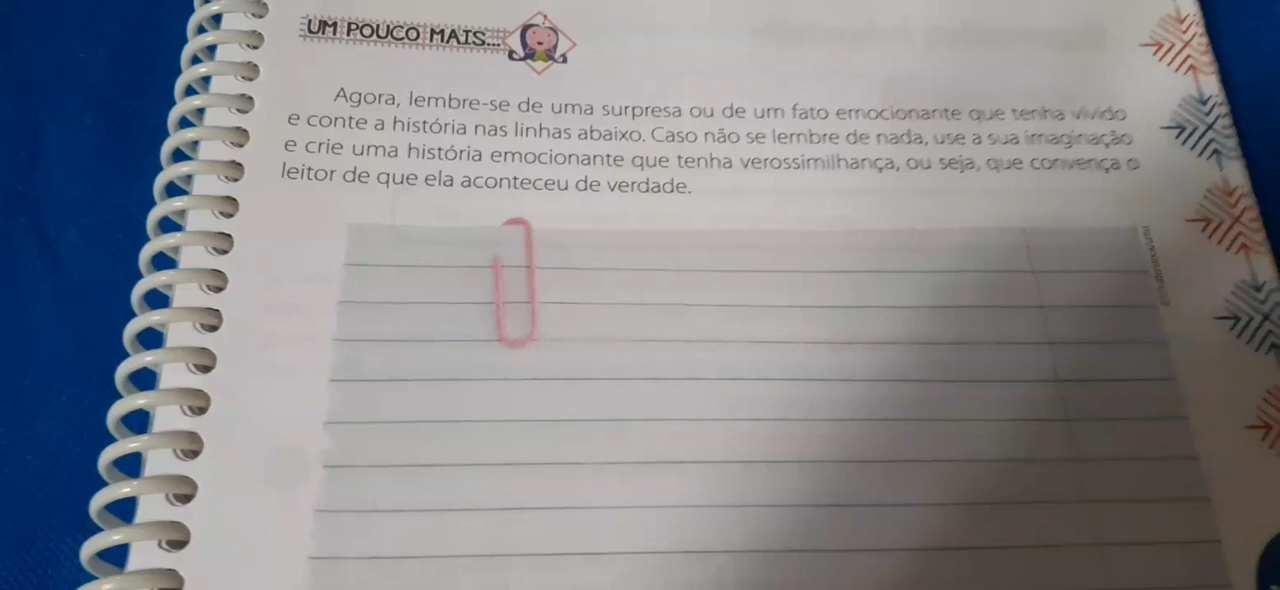 UM POUCO MAIS...
Agora, lembre-se de uma surpresa ou de um fato emocionante que tenha vivido
e conte a história nas linhas abaixo. Caso não se lembre de nada, use a sua imaginação
e crie uma história emocionante que tenha verossimilhança, ou seja, que convença o
leitor de que ela aconteceu de verdade.